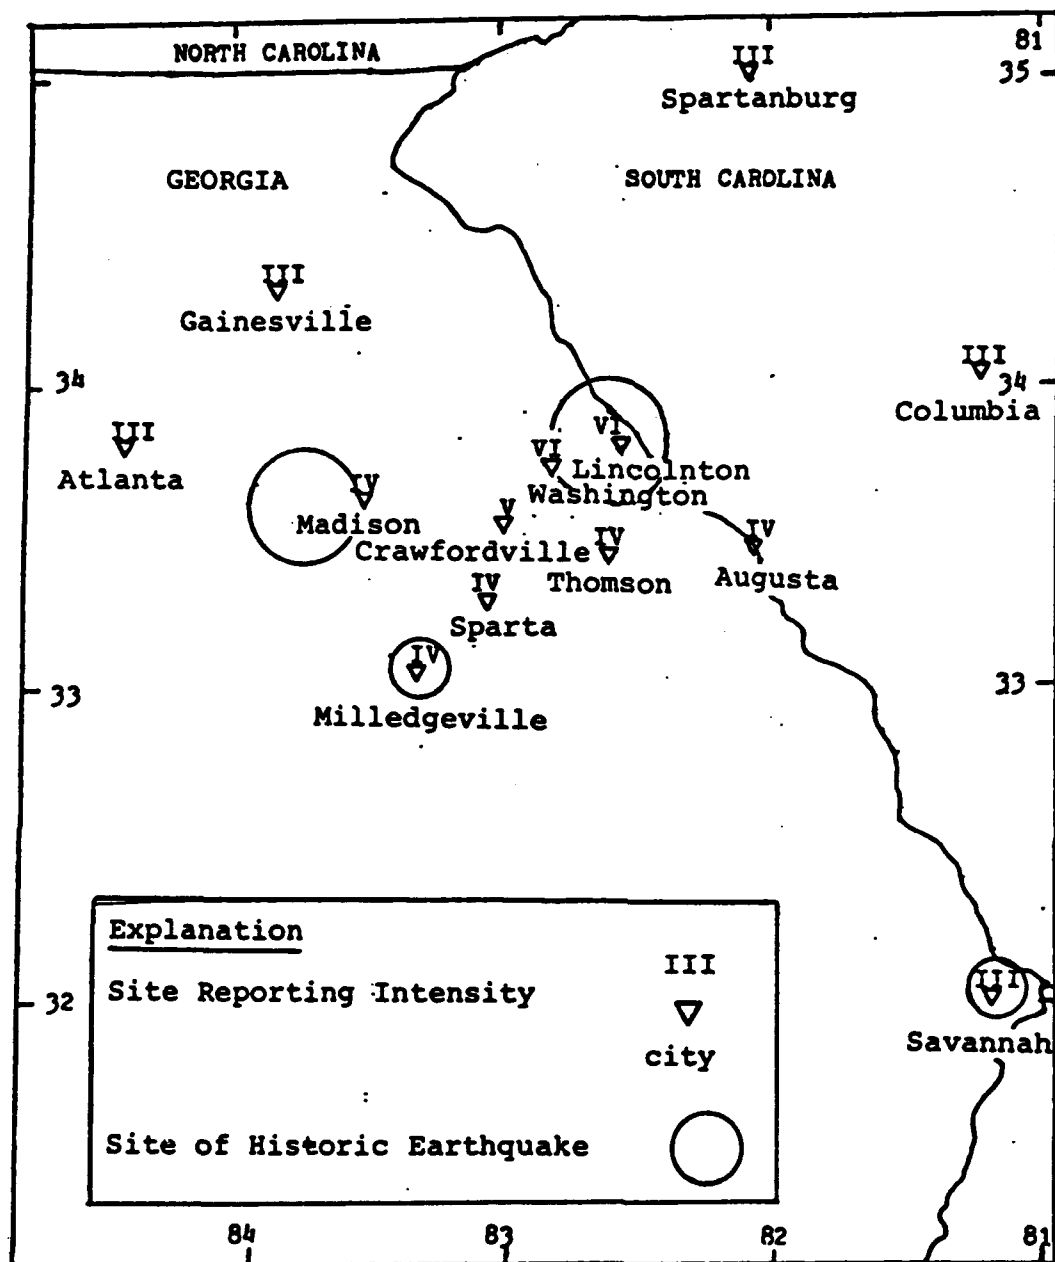 NORTH CAROLINA
81
35
III
Spartanburg
GEORGIA
SOUTH CAROLINA
III
Gainesville
34
III
Columbia
34
III
Atlanta
VI
Lincolnton
VI
Washington
IV
Madison
V
Crawfordville
IV
Thomson
IV
Augusta
IV
Sparta
IV
Milledgeville
33
33
Explanation
Site Reporting Intensity
III
city
Site of Historic Earthquake
32
III
Savannah
84
83
82
81